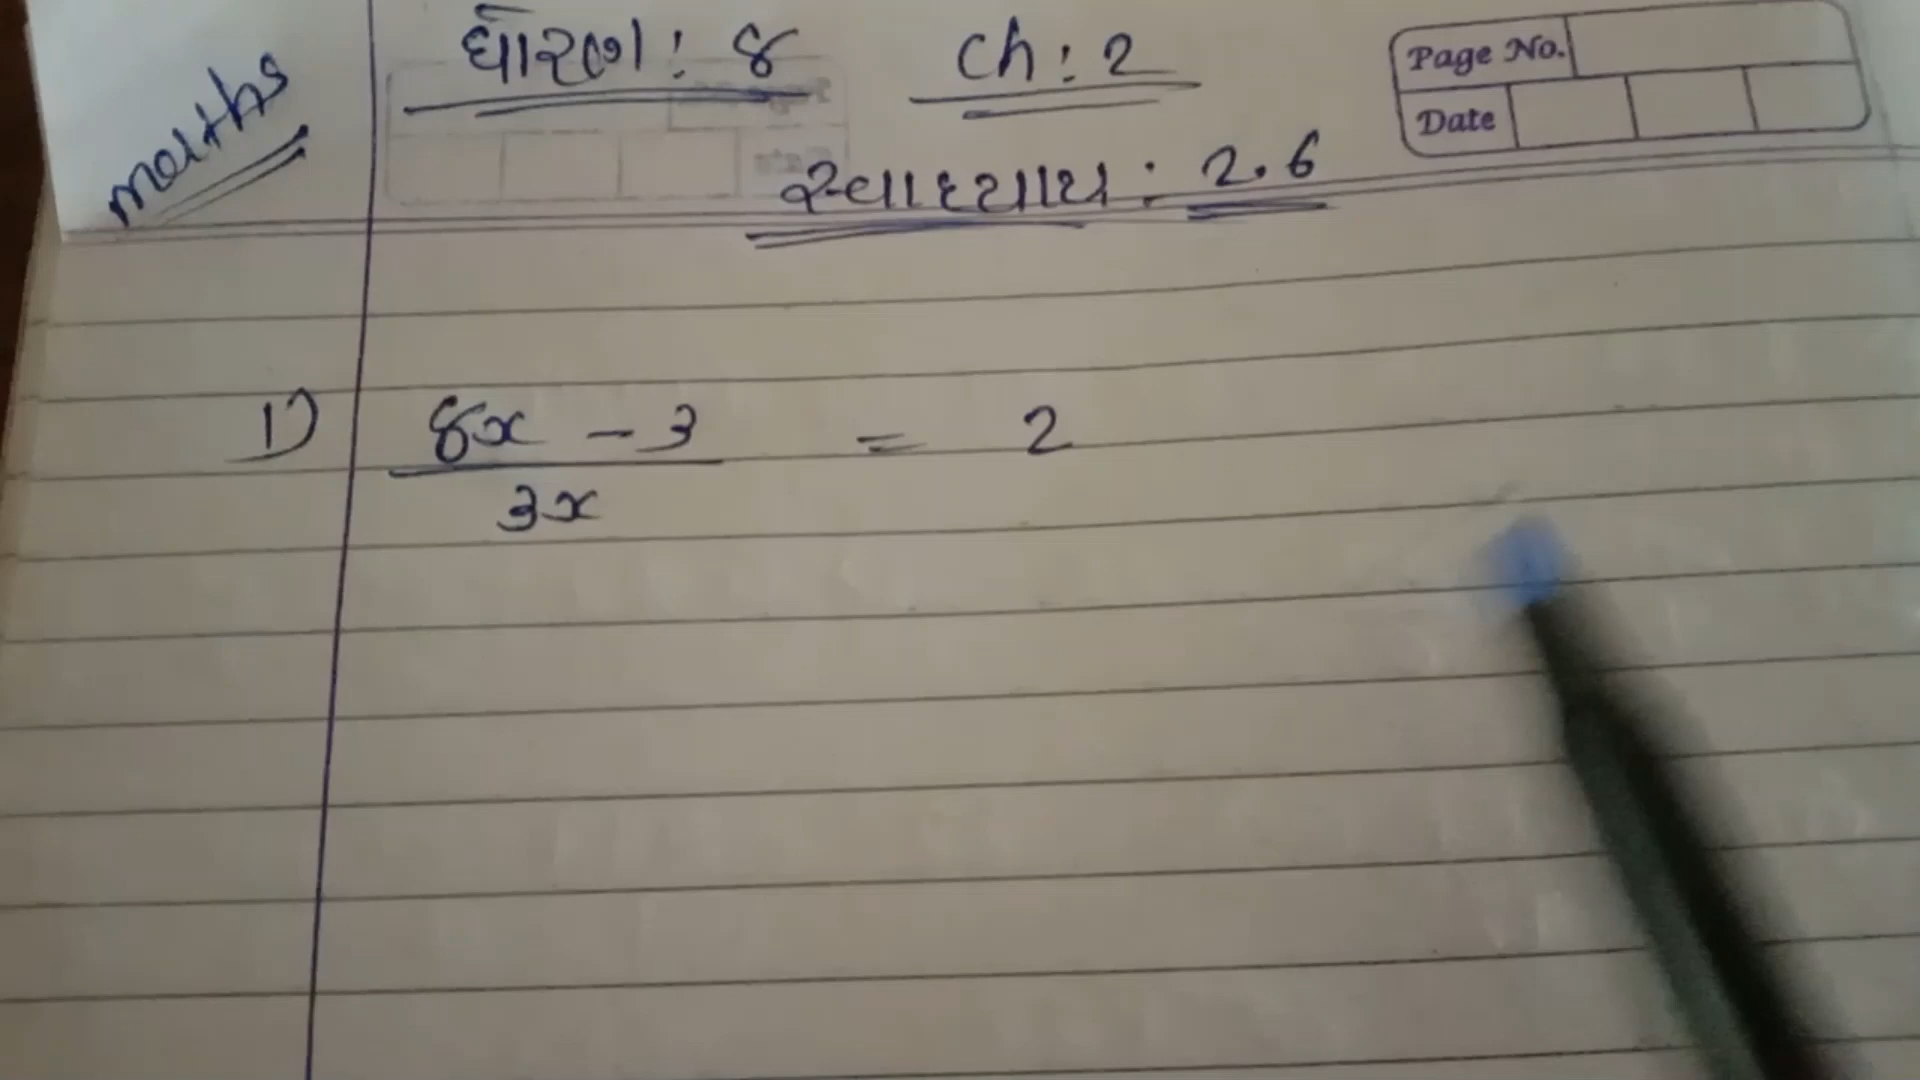 maths
ધોરણ : 8 Ch : 2
Page No.
Date
સ્વાધ્યાય : 2.6
1) 8x - 3 = 2
3x